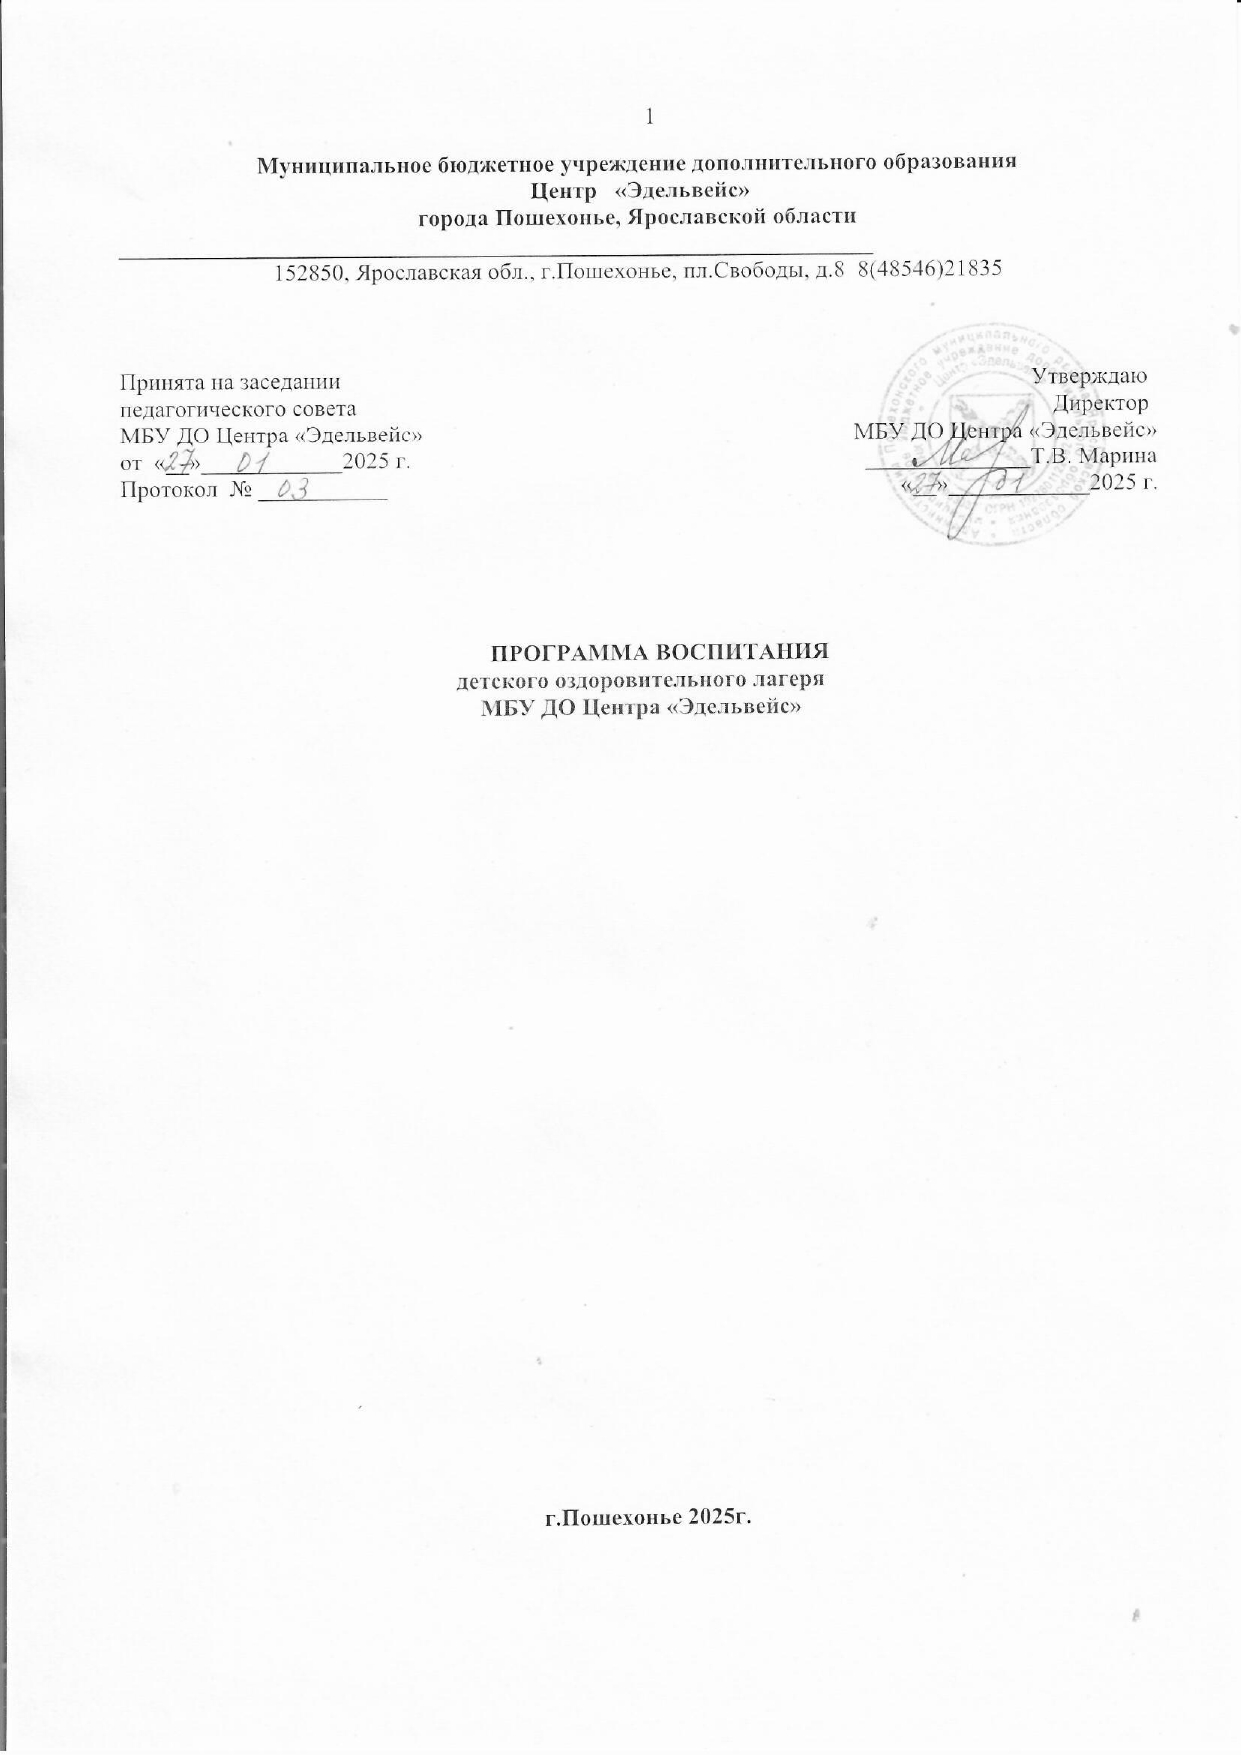 1
Муниципальное бюджетное учреждение дополнительного образования
Центр «Эдельвейс»
города Пошехонье, Ярославской области
152850, Ярославская обл., г.Пошехонье, пл.Свободы, д.8 8(48546)21835
Принята на заседании
педагогического совета
МБУ ДО Центра «Эдельвейс»
от «27» 01 2025 г.
Протокол № 03
Утверждаю
Директор
МБУ ДО Центра «Эдельвейс»
Т.В. Марина
«27» 01 2025 г.
ПРОГРАММА ВОСПИТАНИЯ
детского оздоровительного лагеря
МБУ ДО Центра «Эдельвейс»
г.Пошехонье 2025г.